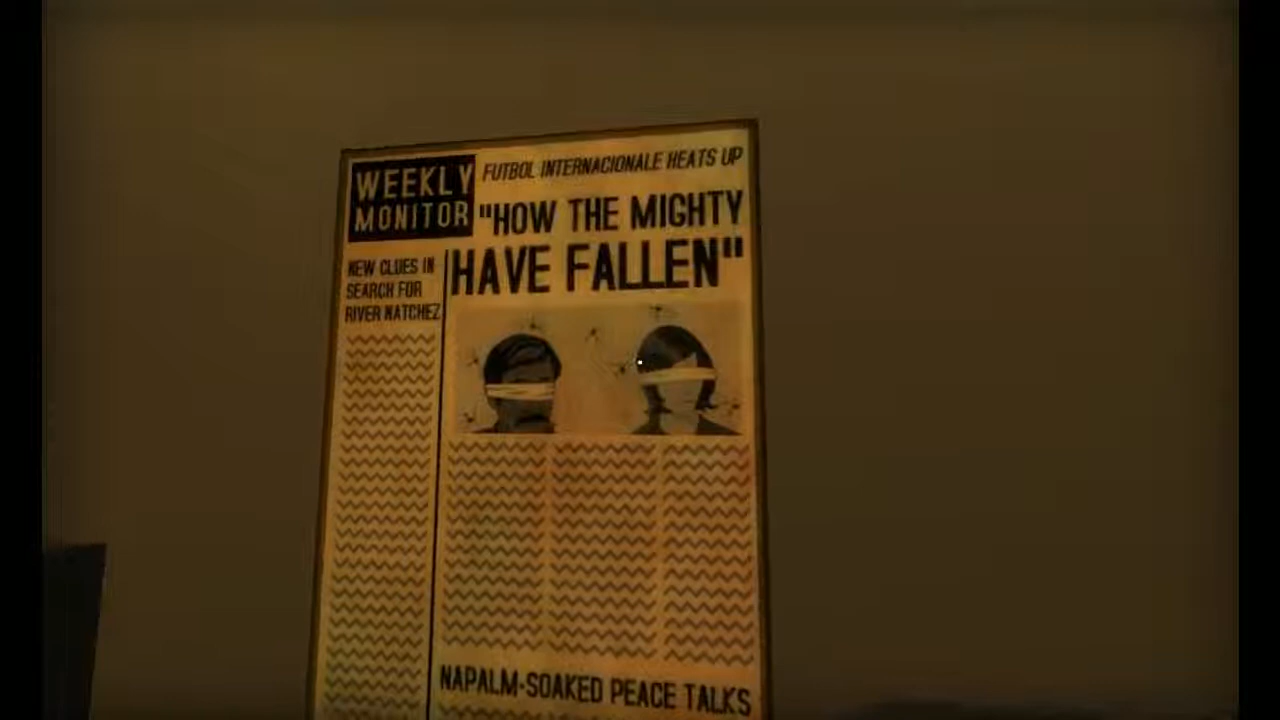 WEEKLY
MONITOR
FUTBOL INTERNACIONALE HEATS UP
"HOW THE MIGHTY
HAVE FALLEN"
NEW CLUES IN
SEARCH FOR
RIVER NATCHEZ
NAPALM-SOAKED PEACE TALKS